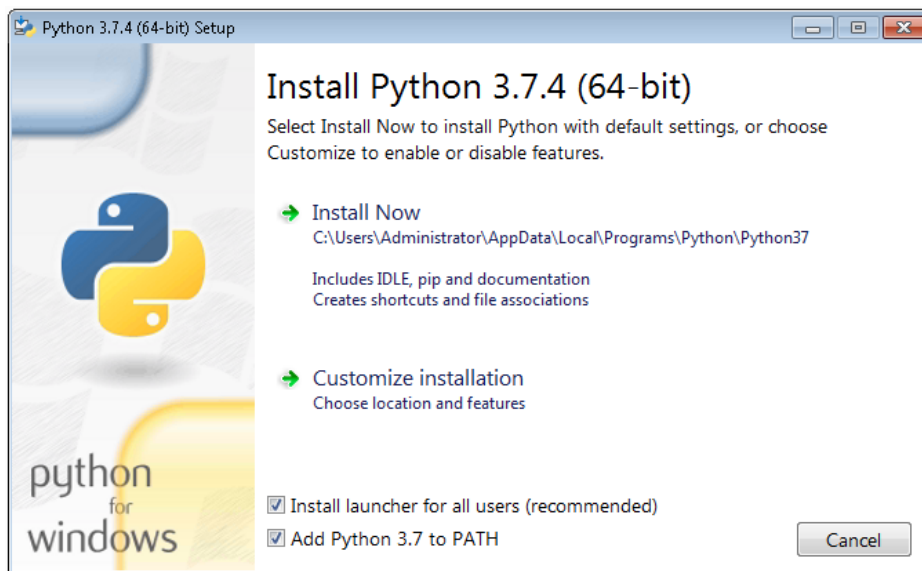 Python 3.7.4 (64-bit) Setup
Install Python 3.7.4 (64-bit)
Select Install Now to install Python with default settings, or choose
Customize to enable or disable features.
Install Now
C:\Users\Administrator\AppData\Local\Programs\Python\Python37
Includes IDLE, pip and documentation
Creates shortcuts and file associations
Customize installation
Choose location and features
python
for
windows
Install launcher for all users (recommended)
Add Python 3.7 to PATH
Cancel